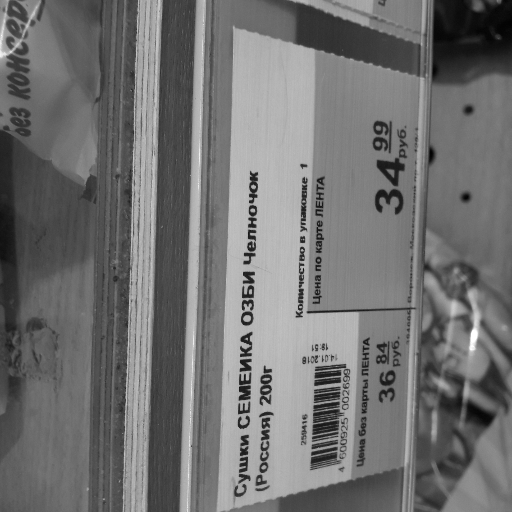 Сушки СЕМЕЙКА ОЗБИ Челночок
(Россия) 200г
Количество в упаковке 1
Цена по карте ЛЕНТА
34 99
руб.
259416
14.01.2018
19:51
4 600925 002699
Цена без карты ЛЕНТА
36 84
руб.
без консер